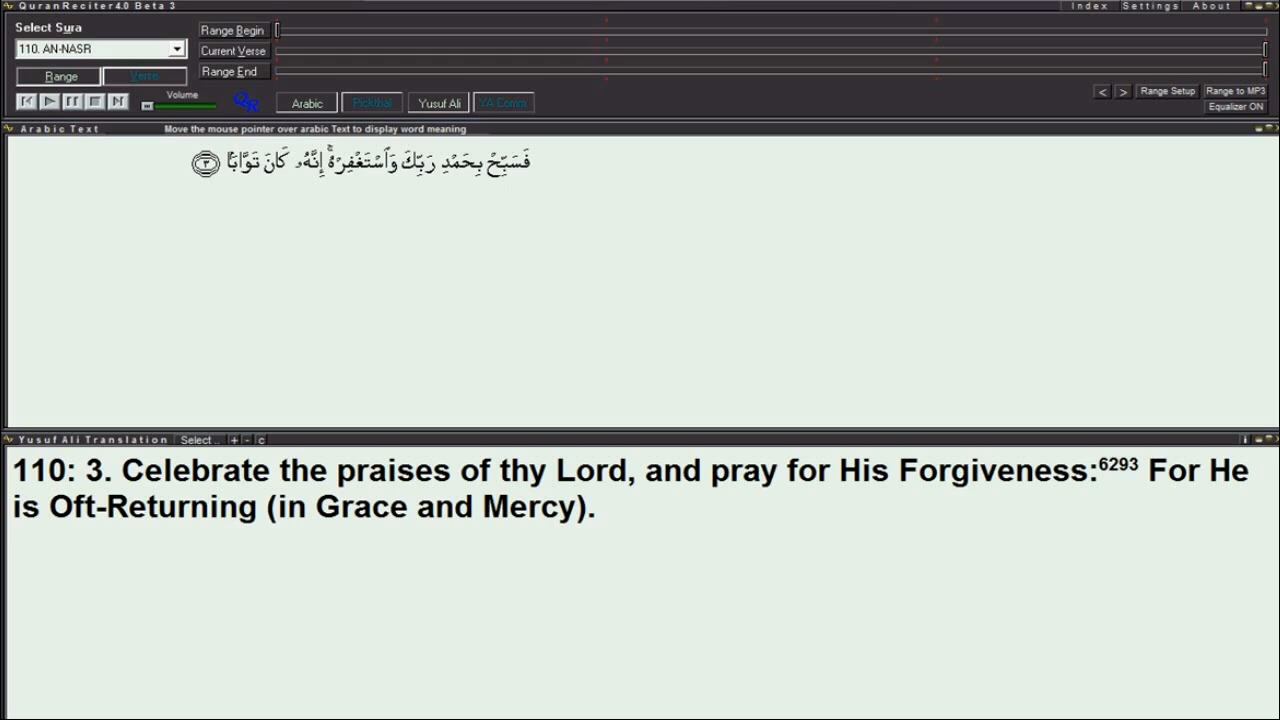 QuranReciter4.0 Beta 3
Index Settings About
Select Sura
110. AN-NASR
Range Verse
Volume
Range Begin
Current Verse
Range End
QR
Arabic Pickthal Yusuf Ali YA Comm
< > Range Setup Range to MP3
Equalizer ON
Arabic Text Move the mouse pointer over arabic Text to display word meaning
فَسَبِّحْ بِحَمْدِ رَبِّكَ وَٱسْتَغْفِرْهُ ۚ إِنَّهُۥ كَانَ تَوَّابًۢا ٣
Yusuf Ali Translation Select .. + - c i
110: 3. Celebrate the praises of thy Lord, and pray for His Forgiveness:6293 For He
is Oft-Returning (in Grace and Mercy).